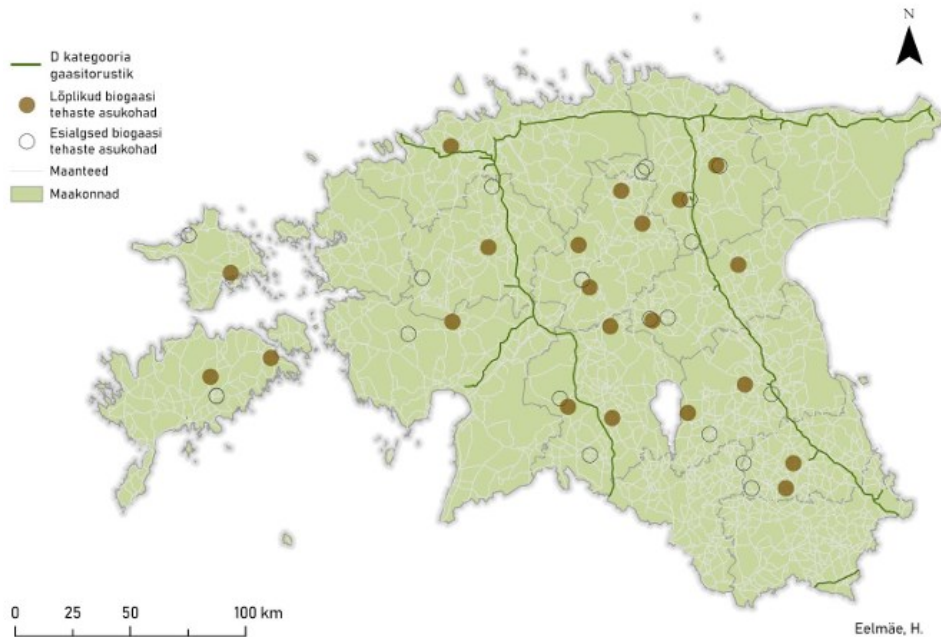 N
D kategooria
gaasitorustik
Lõplikud biogaasi
tehaste asukohad
Esialgsed biogaasi
tehaste asukohad
Maanteed
Maakonnad
0 25 50 100 km
Eelmäe, H.